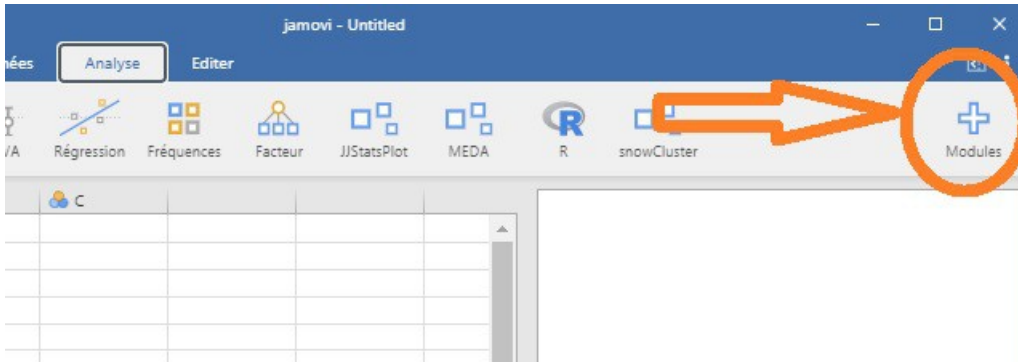 jamovi - Untitled
nées Analyse Editer
VA Régression Fréquences Facteur JJStatsPlot MEDA R snowCluster Modules
C